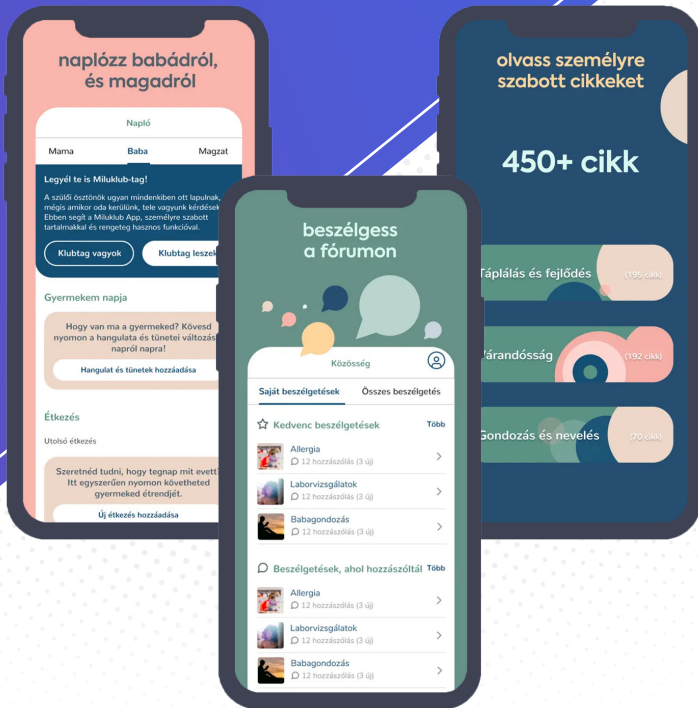 naplózz babádról,
és magadról
Napló
Mama
Baba
Magzat
Legyél te is Miluklub-tag!
A szülői ösztönök ugyan mindenkiben ott lapulnak,
mégis amikor oda kerülünk, tele vagyunk kérdések
Ebben segít a Miluklub App, személyre szabott
tartalmakkal és rengeteg hasznos funkcióval.
Klubtag vagyok
Klubtag leszek
Gyermekem napja
Hogy van ma a gyermeked? Kövesd
nyomon a hangulata és tünetei változás
napról napra!
Hangulat és tünetek hozzáadása
Étkezés
Utolsó étkezés
Szeretnéd tudni, hogy tegnap mit evett?
Itt egyszerűen nyomon követheted
gyermeked étrendjét.
Új étkezés hozzáadása
beszélgess
a fórumon
Közösség
Saját beszélgetések
Összes beszélgetés
Kedvenc beszélgetések
Több
Allergia
12 hozzászólás (3 új)
Laborvizsgálatok
12 hozzászólás (3 új)
Babagondozás
12 hozzászólás (3 új)
Beszélgetések, ahol hozzászóltál
Több
Allergia
12 hozzászólás (3 új)
Laborvizsgálatok
12 hozzászólás (3 új)
Babagondozás
12 hozzászólás (3 új)
olvass személyre
szabott cikkeket
450+ cikk
Táplálás és fejlődés
(195 cikk)
Várandósság
(192 cikk)
Gondozás és nevelés
(70 cikk)